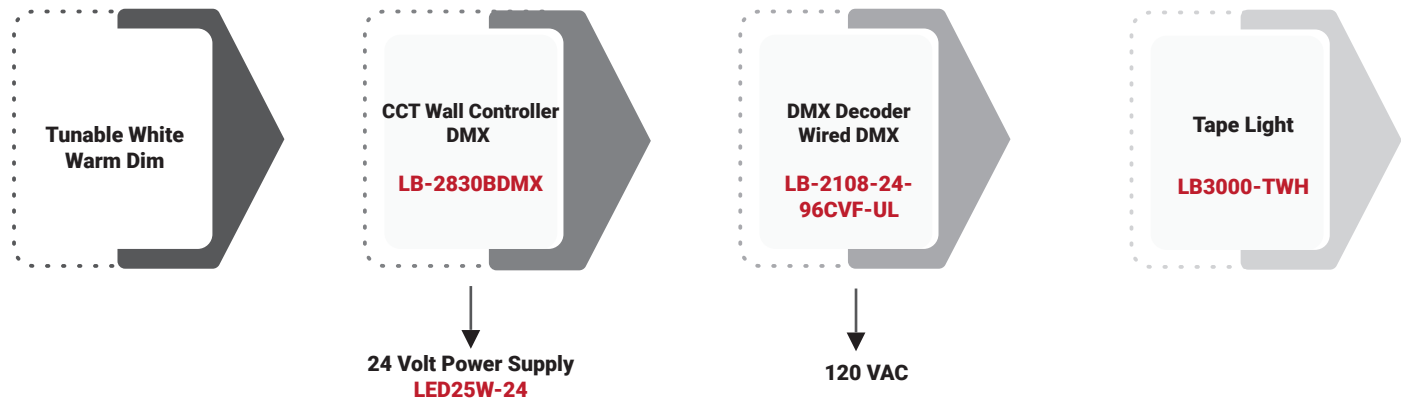 Tunable White
Warm Dim
CCT Wall Controller
DMX
LB-2830BDMX
DMX Decoder
Wired DMX
LB-2108-24-
96CVF-UL
Tape Light
LB3000-TWH
24 Volt Power Supply
LED25W-24
120 VAC